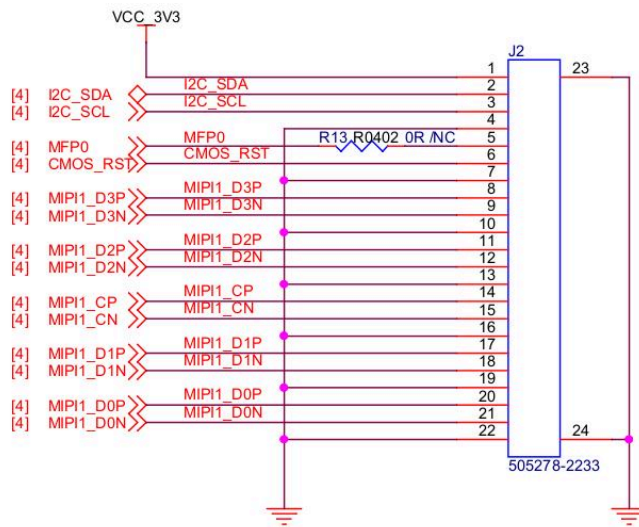 VCC_3V3
J2
1 23
I2C_SDA
[4] I2C_SDA 2
I2C_SCL
[4] I2C_SCL 3
4
MFP0 R13 R0402 0R /NC
[4] MFP0 5
CMOS_RST
[4] CMOS_RST 6
7
MIPI1_D3P
[4] MIPI1_D3P 8
MIPI1_D3N
[4] MIPI1_D3N 9
10
MIPI1_D2P
[4] MIPI1_D2P 11
MIPI1_D2N
[4] MIPI1_D2N 12
13
MIPI1_CP
[4] MIPI1_CP 14
MIPI1_CN
[4] MIPI1_CN 15
16
MIPI1_D1P
[4] MIPI1_D1P 17
MIPI1_D1N
[4] MIPI1_D1N 18
19
MIPI1_D0P
[4] MIPI1_D0P 20
MIPI1_D0N
[4] MIPI1_D0N 21
22 24
505278-2233